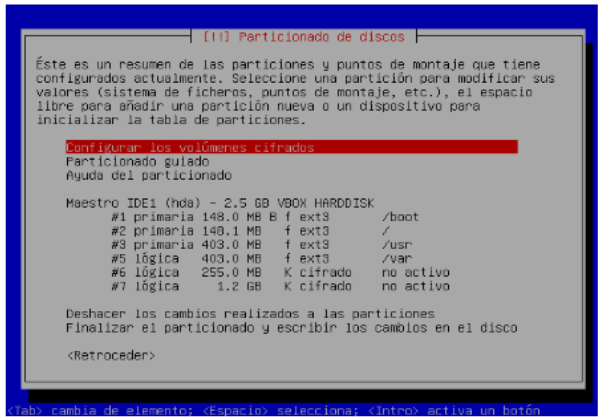 [!!] Particionado de discos
Éste es un resumen de las particiones y puntos de montaje que tiene
configurados actualmente. Seleccione una partición para modificar sus
valores (sistema de ficheros, puntos de montaje, etc.), el espacio
libre para añadir una partición nueva o un dispositivo para
inicializar la tabla de particiones.
Configurar los volúmenes cifrados
Particionado guiado
Ayuda del particionado
Maestro IDE1 (hda) - 2.5 GB VBOX HARDDISK
#1 primaria 148.0 MB B f ext3 /boot
#2 primaria 148.1 MB f ext3 /
#3 primaria 403.0 MB f ext3 /usr
#5 lógica 403.0 MB f ext3 /var
#6 lógica 255.0 MB K cifrado no activo
#7 lógica 1.2 GB K cifrado no activo
Deshacer los cambios realizados a las particiones
Finalizar el particionado y escribir los cambios en el disco
<Retroceder>
<Tab> cambia de elemento; <Espacio> selecciona; <Intro> activa un botón